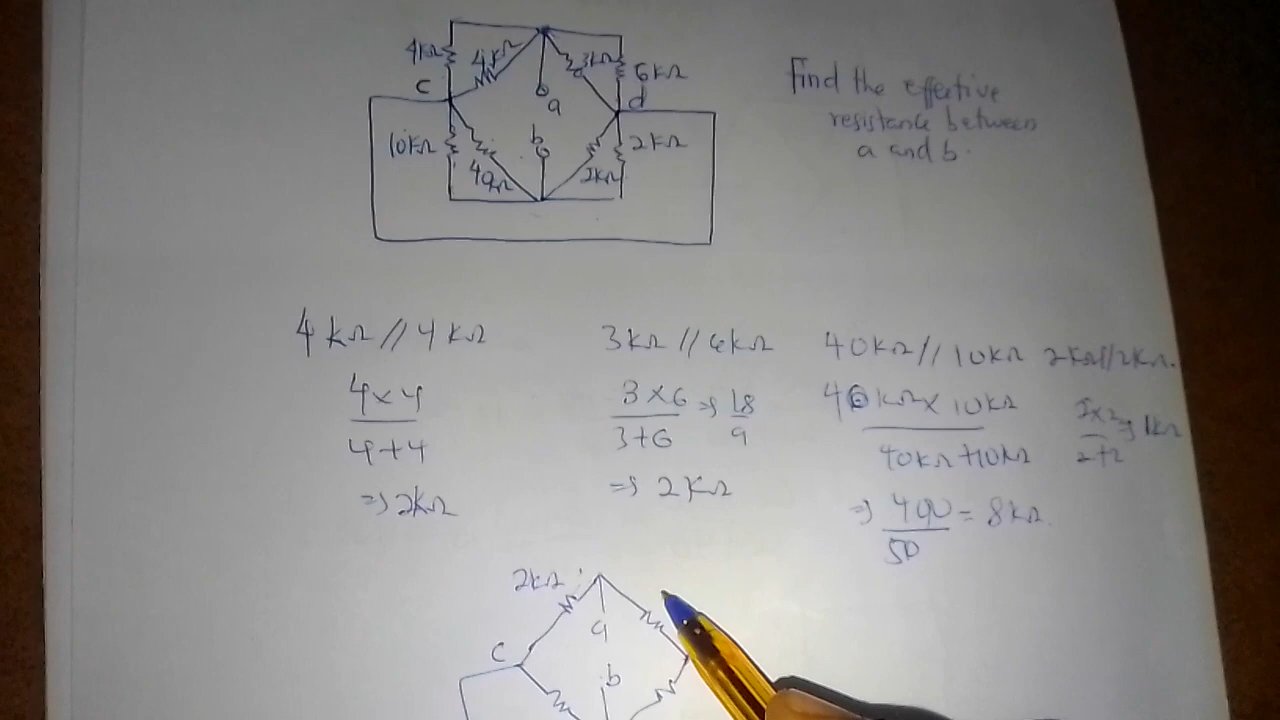 4kΩ 4kΩ 3kΩ 6kΩ
c a d
10kΩ b 2kΩ
40Ω 2kΩ
Find the effective
resistance between
a and b.
4kΩ//4kΩ
4×4
4+4
⇒2kΩ
3kΩ//6kΩ
3×6 ⇒ 18
3+6 9
⇒ 2kΩ
40kΩ//10kΩ
40kΩ×10kΩ
40kΩ+10kΩ
⇒ 400 = 8kΩ
50
2kΩ//2kΩ.
2×2 ⇒ 1kΩ
2+2
2kΩ
a
c
b